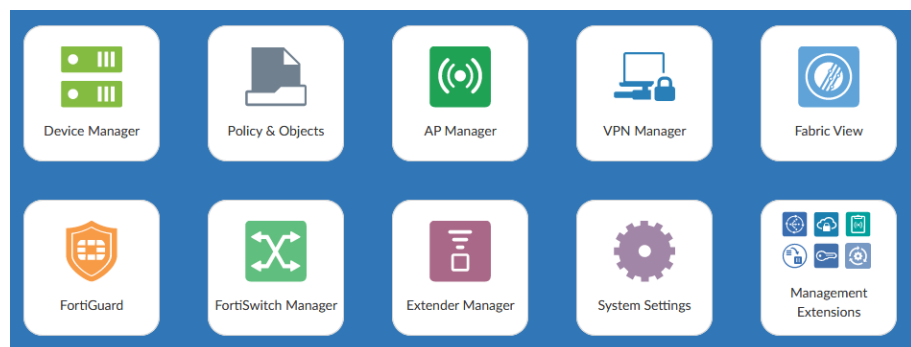 Device Manager
Policy & Objects
AP Manager
VPN Manager
Fabric View
FortiGuard
FortiSwitch Manager
Extender Manager
System Settings
Management
Extensions